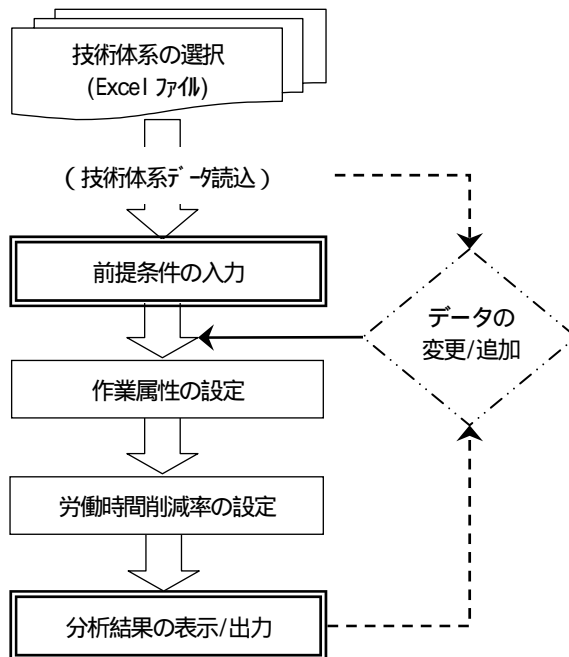 技術体系の選択
(Excel ﾌｧｲﾙ)
(技術体系ﾃﾞｰﾀ読込)
前提条件の入力
データの
変更/追加
作業属性の設定
労働時間削減率の設定
分析結果の表示/出力